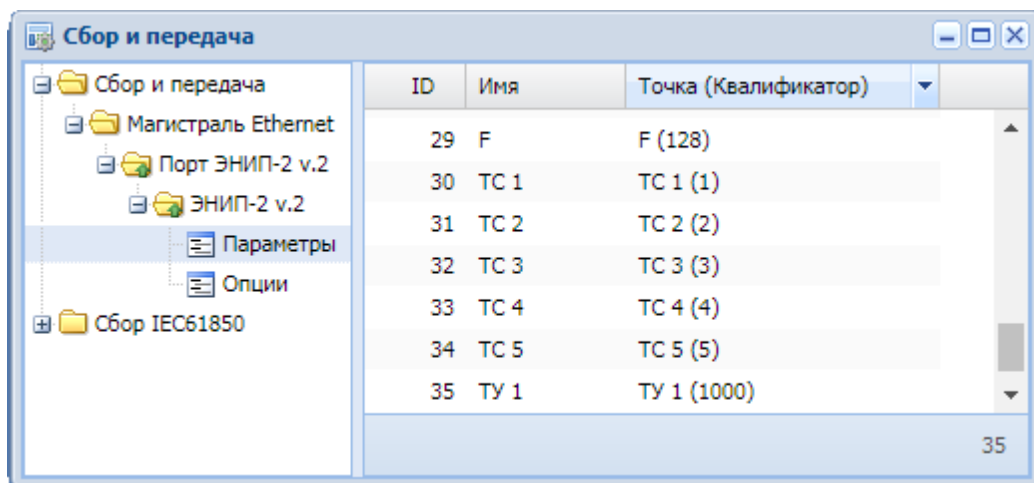 Сбор и передача
Сбор и передача
Магистраль Ethernet
Порт ЭНИП-2 v.2
ЭНИП-2 v.2
Параметры
Опции
Сбор IEC61850
ID Имя Точка (Квалификатор)
29 F F (128)
30 ТС 1 ТС 1 (1)
31 ТС 2 ТС 2 (2)
32 ТС 3 ТС 3 (3)
33 ТС 4 ТС 4 (4)
34 ТС 5 ТС 5 (5)
35 ТУ 1 ТУ 1 (1000)
35